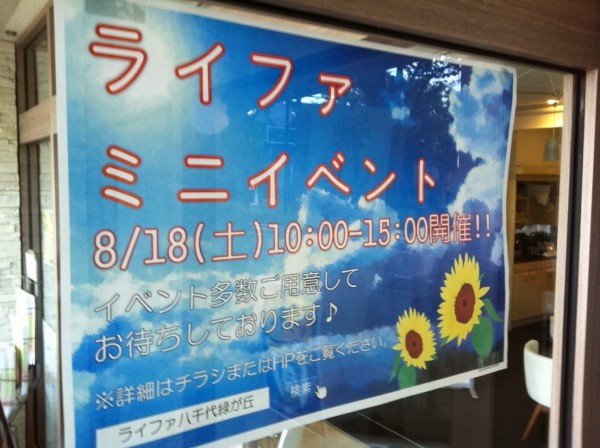 ライファ
ミニイベント
8/18(土)10:00-15:00開催!!
イベント多数ご用意して
お待ちしております♪
※詳細はチラシまたはHPをご覧ください。
ライファ八千代緑が丘
検索